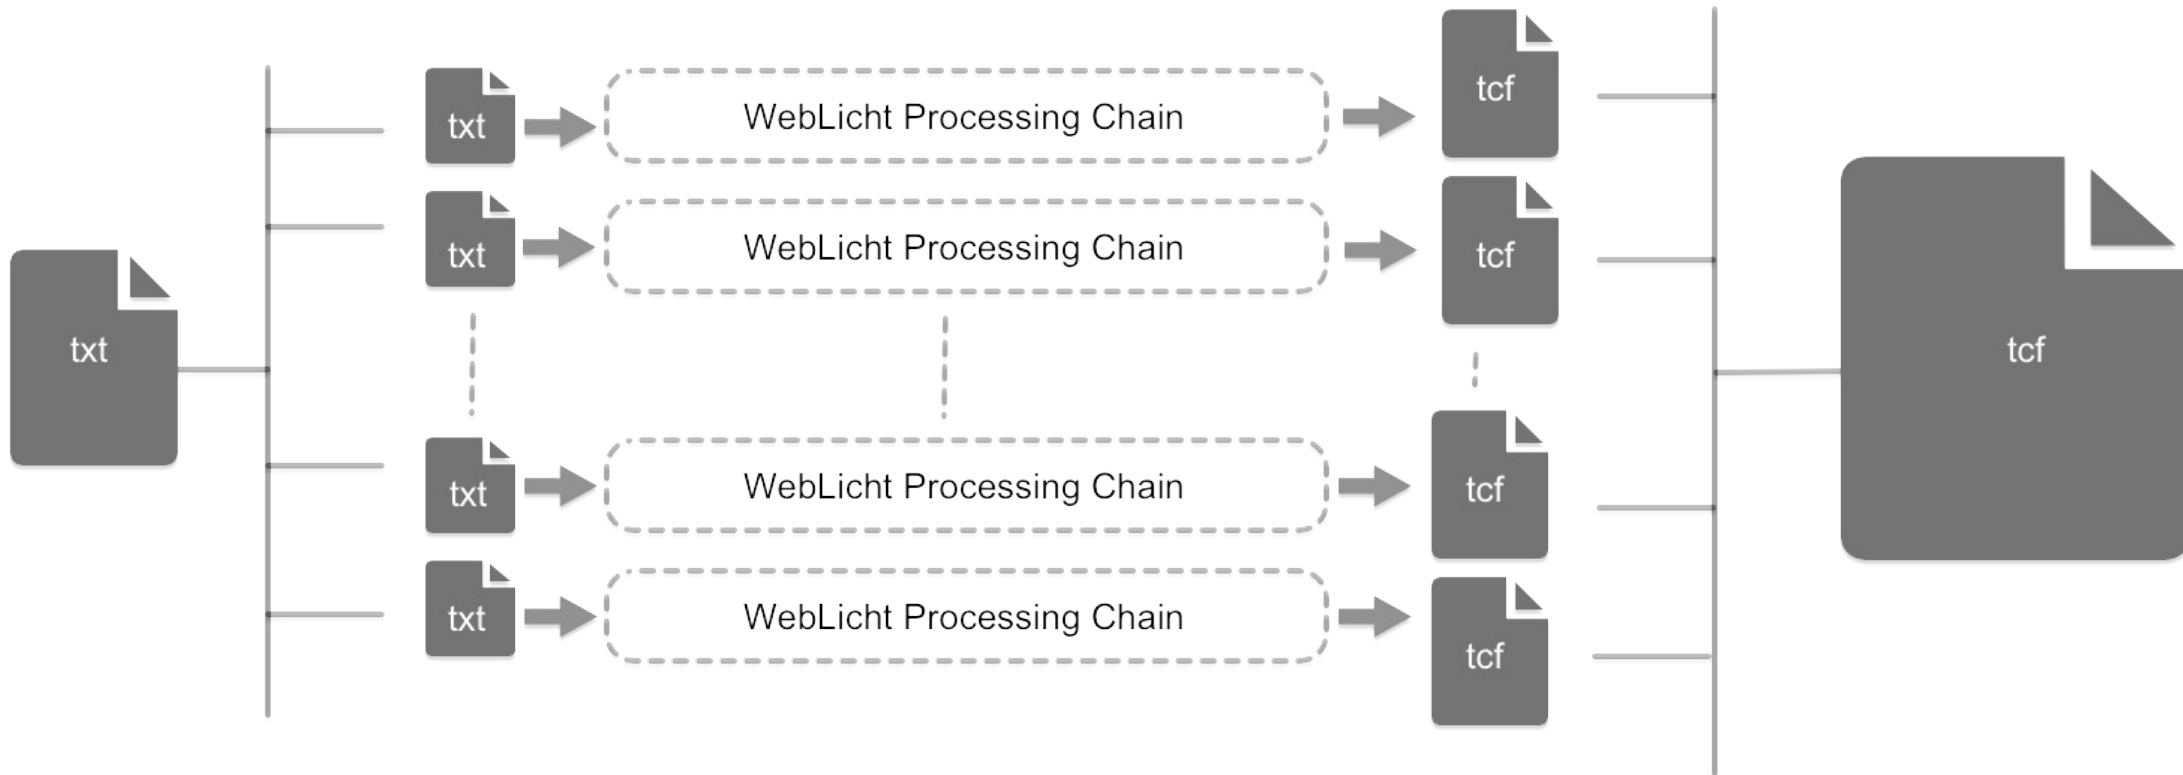 txt
txt
WebLicht Processing Chain
tcf
txt
WebLicht Processing Chain
tcf
txt
WebLicht Processing Chain
tcf
txt
WebLicht Processing Chain
tcf
tcf